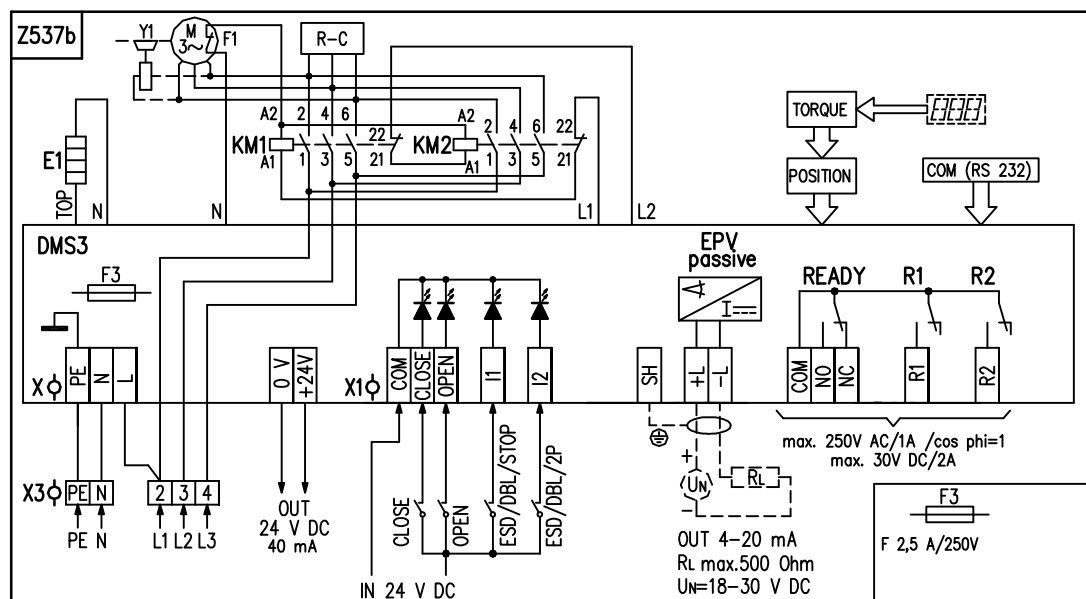 Z537b
Y1
M
3~
F1
R-C
A2
2 4 6
22
KM1
A1
1 3 5
21
A2
2 4 6
22
KM2
A1
1 3 5
21
E1
TOP
N
N
L1
L2
TORQUE
POSITION
COM (RS 232)
DMS3
F3
EPV
passive
I
READY
R1
R2
X
PE
N
L
0 V
+24V
X1
COM
CLOSE
OPEN
I1
I2
SH
+L
-L
COM
NO
NC
R1
R2
max. 250V AC/1A /cos phi=1
max. 30V DC/2A
X3
PE
N
2
3
4
PE N
L1 L2 L3
OUT
24 V DC
40 mA
CLOSE
OPEN
ESD/DBL/STOP
ESD/DBL/2P
IN 24 V DC
+
UN
-
RL
OUT 4-20 mA
RL max.500 Ohm
UN=18-30 V DC
F3
F 2,5 A/250V